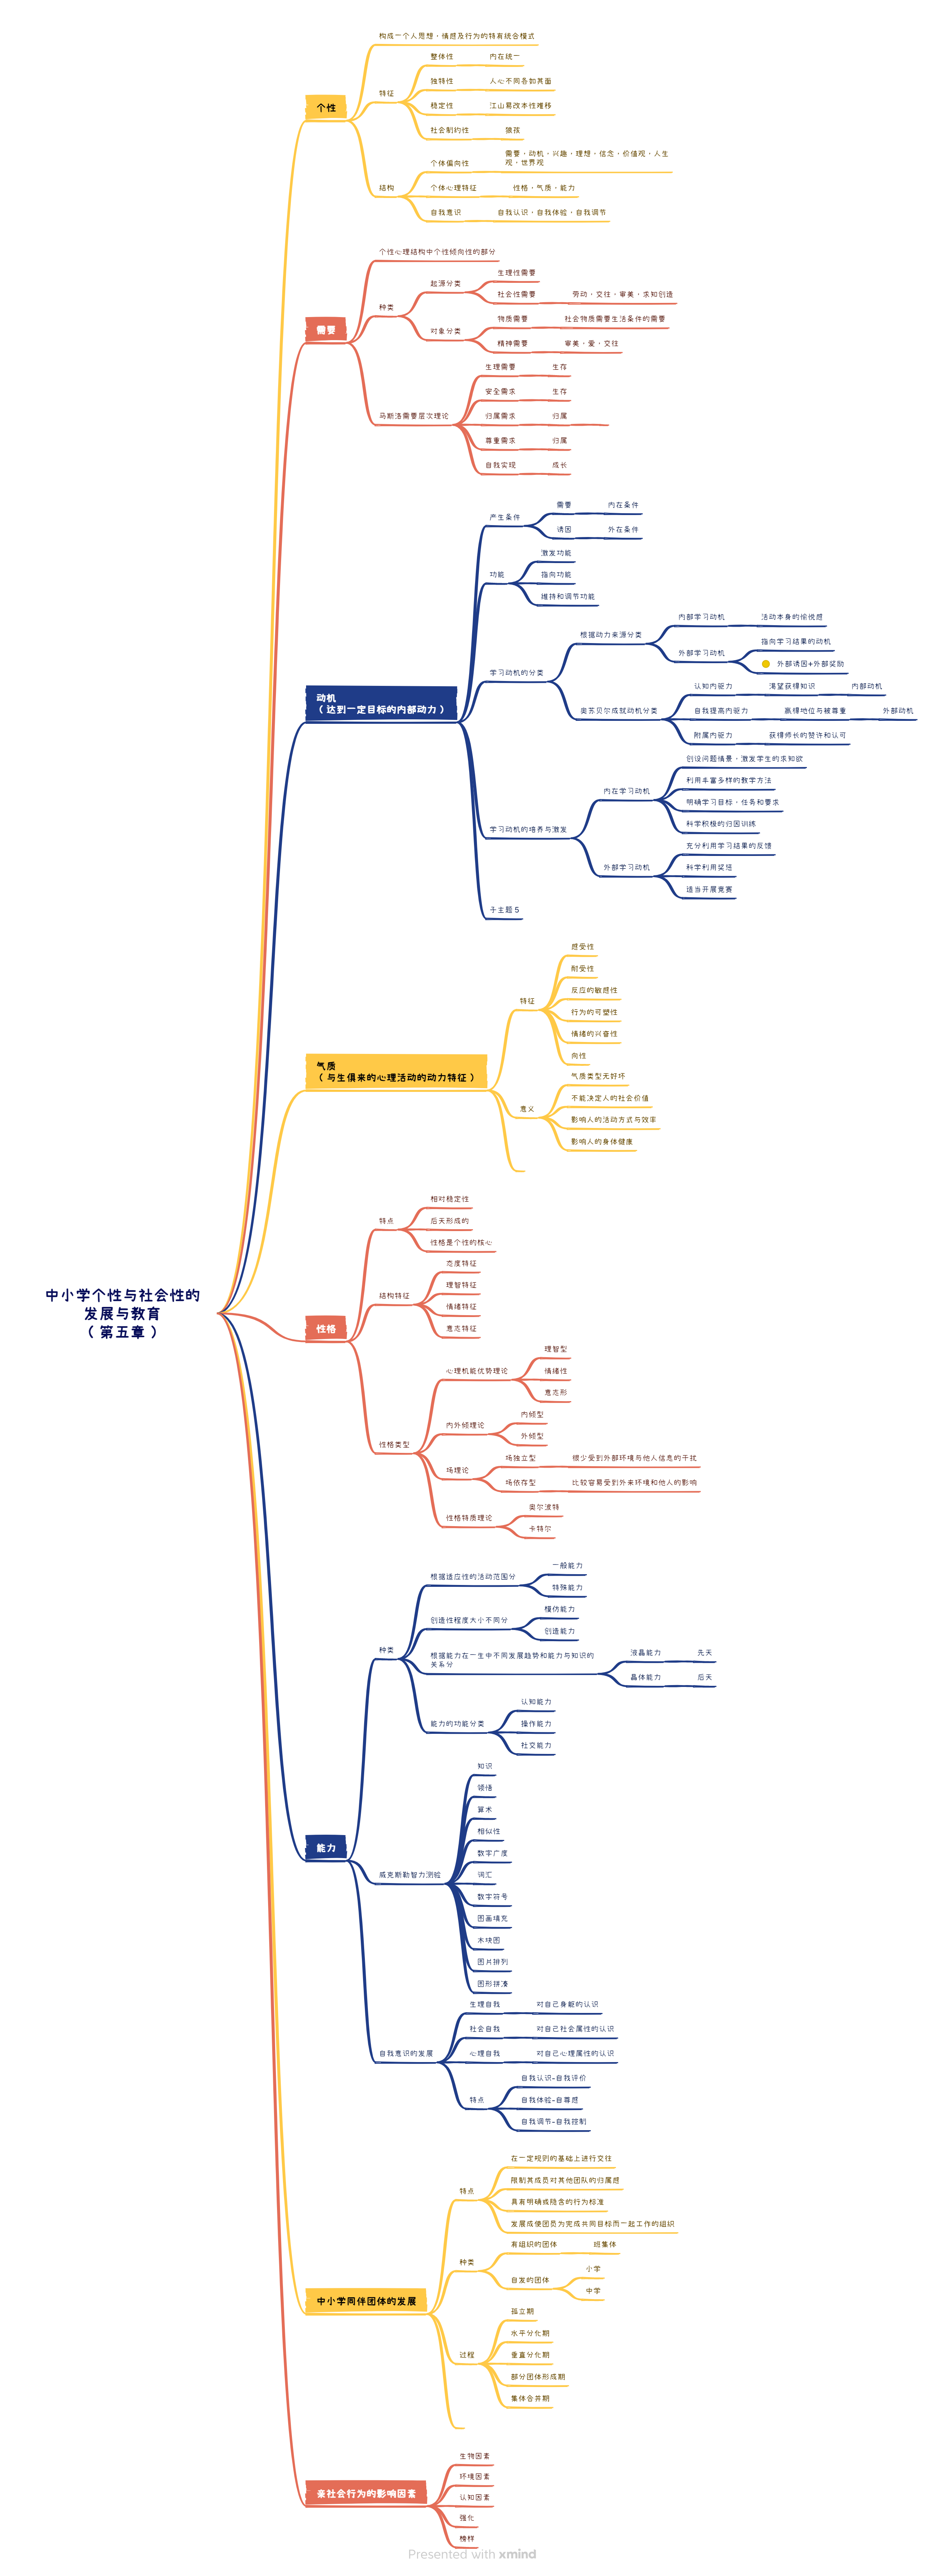 构成一个人思想、情感及行为的特有统合模式
整体性 内在统一
独特性 人心不同各如其面
特征
稳定性 江山易改本性难移
个性
社会制约性 狼孩
需要、动机、兴趣、理想、信念、价值观、人生
观、世界观
个体偏向性
结构
个体心理特征 性格、气质、能力
自我意识 自我认识、自我体验、自我调节
个性心理结构中个性倾向性的部分
生理性需要
起源分类
社会性需要 劳动、交往、审美、求知创造
种类
物质需要 社会物质需要生活条件的需要
对象分类
需要
精神需要 审美、爱、交往
生理需要 生存
安全需求 生存
马斯洛需要层次理论
归属需求 归属
尊重需求 归属
自我实现 成长
需要 内在条件
产生条件
诱因 外在条件
激发功能
功能
指向功能
维持和调节功能
内部学习动机 活动本身的愉悦感
根据动力来源分类
指向学习结果的动机
外部学习动机
外部诱因+外部奖励
学习动机的分类
认知内驱力 渴望获得知识 内部动机
动机
(达到一定目标的内部动力)
奥苏贝尔成就动机分类
自我提高内驱力 赢得地位与被尊重 外部动机
附属内驱力 获得师长的赞许和认可
创设问题情景,激发学生的求知欲
利用丰富多样的教学方法
内在学习动机
明确学习目标、任务和要求
科学积极的归因训练
学习动机的培养与激发
充分利用学习结果的反馈
外部学习动机
科学利用奖惩
适当开展竞赛
子主题 5
感受性
耐受性
反应的敏感性
特征
行为的可塑性
情绪的兴奋性
向性
气质
(与生俱来的心理活动的动力特征)
气质类型无好坏
不能决定人的社会价值
意义
影响人的活动方式与效率
影响人的身体健康
相对稳定性
特点
后天形成的
性格是个性的核心
态度特征
理智特征
结构特征
情绪特征
意志特征
中小学个性与社会性的
发展与教育
(第五章)
性格
理智型
心理机能优势理论
情绪性
意志形
内倾型
内外倾理论
外倾型
性格类型
场独立型 很少受到外部环境与他人信息的干扰
场理论
场依存型 比较容易受到外来环境和他人的影响
奥尔波特
性格特质理论
卡特尔
一般能力
根据适应性的活动范围分
特殊能力
模仿能力
创造性程度大小不同分
创造能力
种类
根据能力在一生中不同发展趋势和能力与知识的
关系分
液晶能力 先天
晶体能力 后天
认知能力
能力的功能分类
操作能力
社交能力
知识
领悟
算术
相似性
能力
数字广度
威克斯勒智力测验
词汇
数字符号
图画填充
木块图
图片排列
图形拼凑
生理自我 对自己身躯的认识
社会自我 对自己社会属性的认识
自我意识的发展
心理自我 对自己心理属性的认识
自我认识-自我评价
特点
自我体验-自尊感
自我调节-自我控制
在一定规则的基础上进行交往
限制其成员对其他团队的归属感
特点
具有明确或隐含的行为标准
发展成使团员为完成共同目标而一起工作的组织
有组织的团体 班集体
种类
小学
自发的团体
中学
中小学同伴团体的发展
孤立期
水平分化期
过程
垂直分化期
部分团体形成期
集体合并期
生物因素
环境因素
亲社会行为的影响因素
认知因素
强化
榜样
Presented with xmind